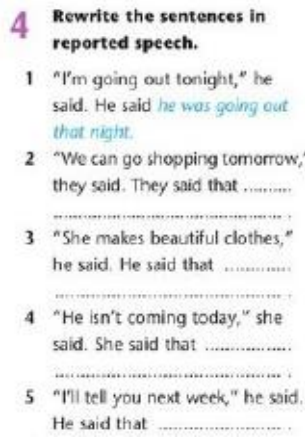 4 Rewrite the sentences in
reported speech.
1 "I'm going out tonight," he
said. He said he was going out
that night.
2 "We can go shopping tomorrow,"
they said. They said that ..........
.................................................. .
3 "She makes beautiful clothes,"
he said. He said that ..............
.................................................. .
4 "He isn't coming today," she
said. She said that ..................
.................................................. .
5 "I'll tell you next week," he said.
He said that ............................